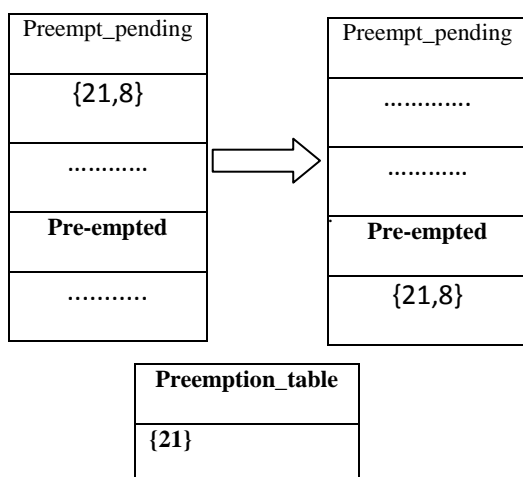 Preempt_pending
{21,8}
…………
Pre-empted
………..
Preempt_pending
………….
…………
Pre-empted
{21,8}
Preemption_table
{21}